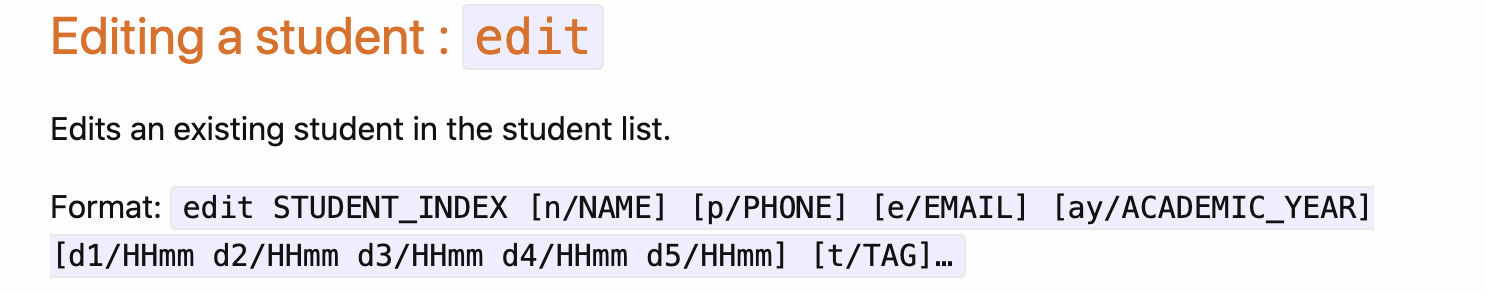 Editing a student : edit
Edits an existing student in the student list.
Format: edit STUDENT_INDEX [n/NAME] [p/PHONE] [e/EMAIL] [ay/ACADEMIC_YEAR]
[d1/HHmm d2/HHmm d3/HHmm d4/HHmm d5/HHmm] [t/TAG]…